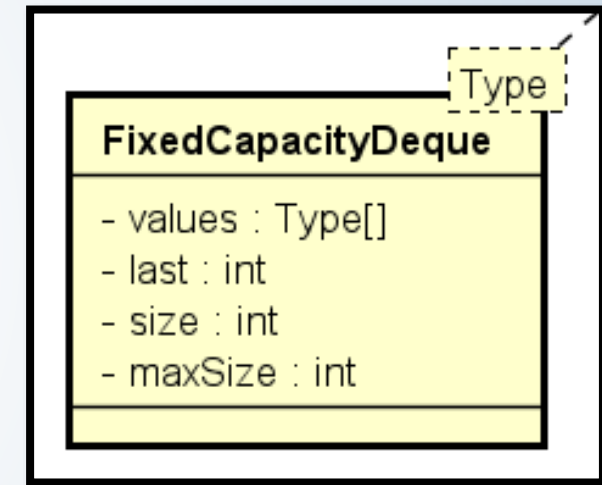 Type
FixedCapacityDeque
- values : Type[]
- last : int
- size : int
- maxSize : int